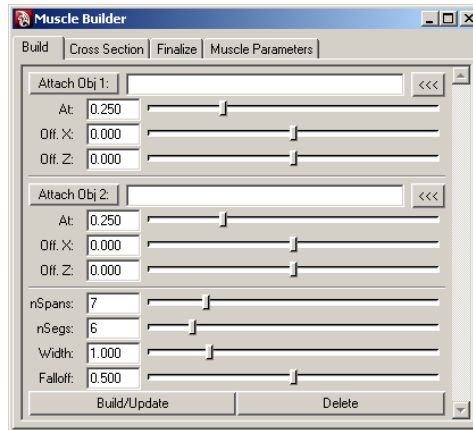 Muscle Builder
Build Cross Section Finalize Muscle Parameters
Attach Obj 1: <<<
At: 0.250
Off. X: 0.000
Off. Z: 0.000
Attach Obj 2: <<<
At: 0.250
Off. X: 0.000
Off. Z: 0.000
nSpans: 7
nSegs: 6
Width: 1.000
Falloff: 0.500
Build/Update Delete